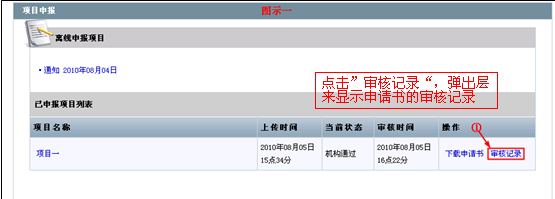 项目申报
图示一
离线申报项目
• 通知 2010年08月04日
点击”审核记录“，弹出层
来显示申请书的审核记录
已申报项目列表
项目名称 上传时间 当前状态 审核时间 操作 ①
项目一 2010年08月05日 15点34分 机构通过 2010年08月05日 16点22分 下载申请书 审核记录